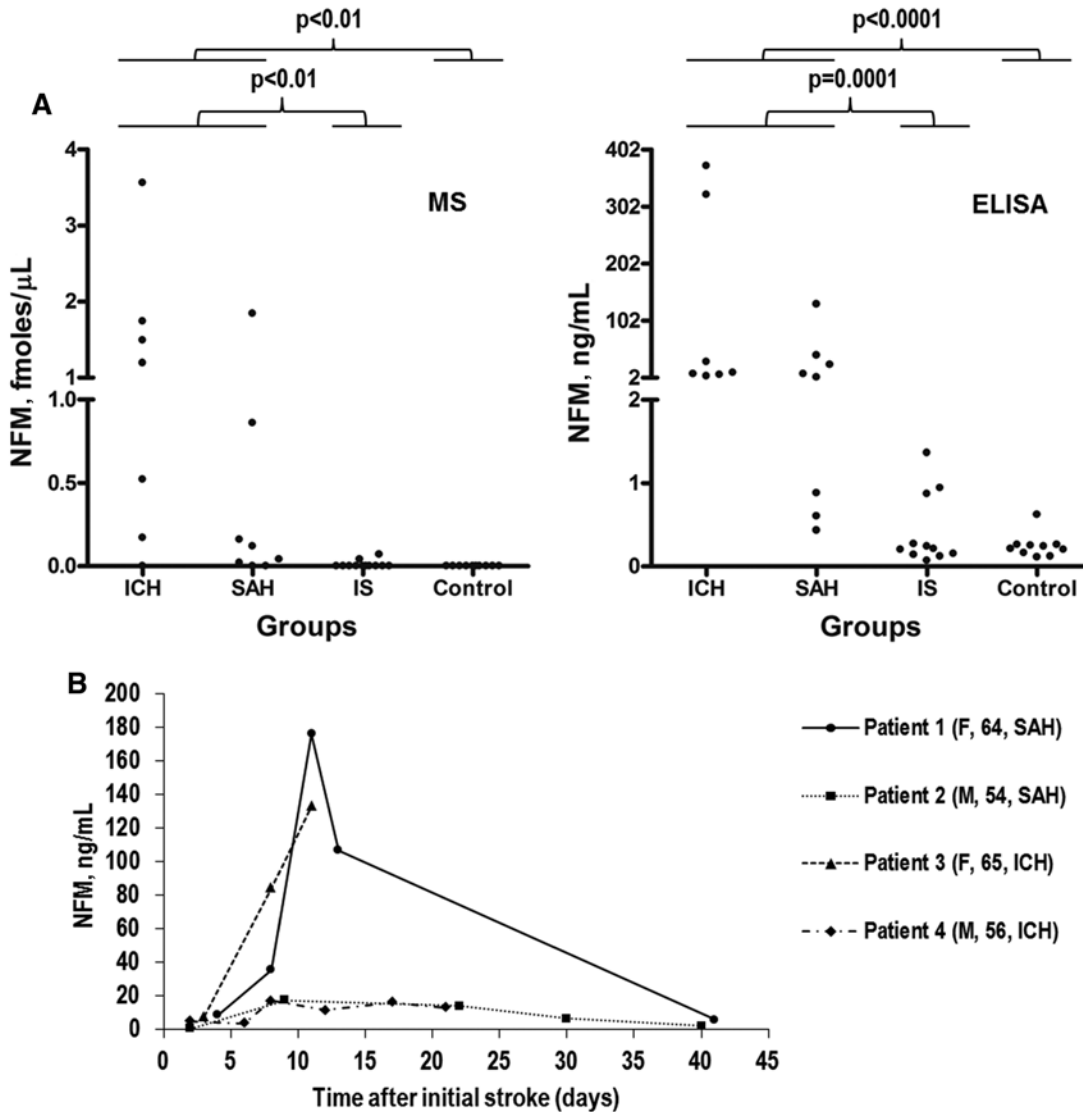 p<0.01
p<0.01
p<0.0001
p=0.0001
A
4
3
2
1
1.0
0.5
0.0
NFM, fmoles/μL
MS
ICH SAH IS Control
Groups
402
302
202
102
2
2
1
0
NFM, ng/mL
ELISA
ICH SAH IS Control
Groups
B
200
180
160
140
120
100
80
60
40
20
0
NFM, ng/mL
0 5 10 15 20 25 30 35 40 45
Time after initial stroke (days)
Patient 1 (F, 64, SAH)
Patient 2 (M, 54, SAH)
Patient 3 (F, 65, ICH)
Patient 4 (M, 56, ICH)